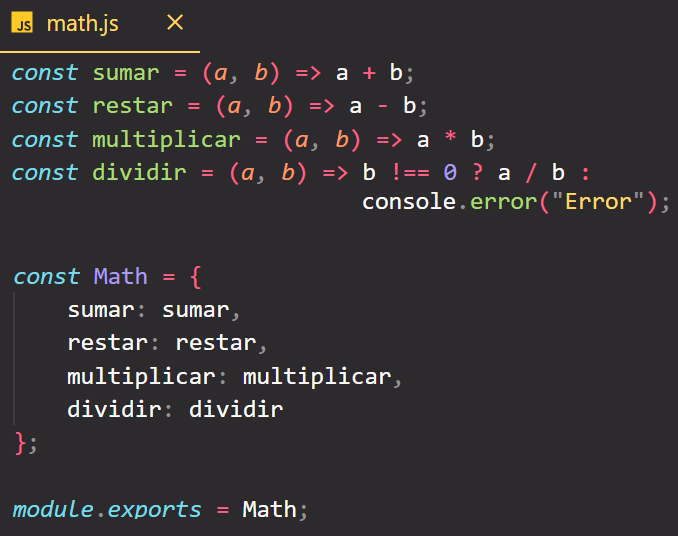 JS math.js ×
const sumar = (a, b) => a + b;
const restar = (a, b) => a - b;
const multiplicar = (a, b) => a * b;
const dividir = (a, b) => b !== 0 ? a / b :
console.error("Error");
const Math = {
sumar: sumar,
restar: restar,
multiplicar: multiplicar,
dividir: dividir
};
module.exports = Math;